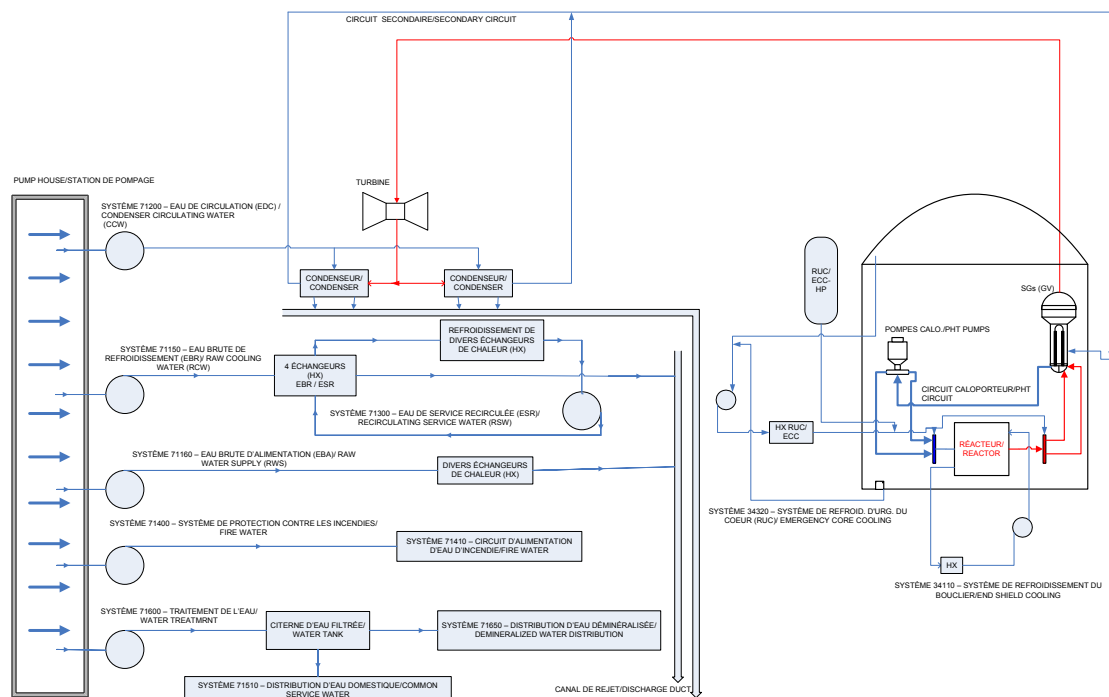 CIRCUIT SECONDAIRE/SECONDARY CIRCUIT
PUMP HOUSE/STATION DE POMPAGE
TURBINE
SYSTÈME 71200 – EAU DE CIRCULATION (EDC) /
CONDENSER CIRCULATING WATER
(CCW)
CONDENSEUR/
CONDENSER
CONDENSEUR/
CONDENSER
RUC/
ECC-
HP
SGs (GV)
POMPES CALO./PHT PUMPS
CIRCUIT CALOPORTEUR/PHT
CIRCUIT
REFROIDISSEMENT DE
DIVERS ÉCHANGEURS
DE CHALEUR (HX)
SYSTÈME 71150 – EAU BRUTE DE
REFROIDISSEMENT (EBR)/ RAW COOLING
WATER (RCW)
4 ÉCHANGEURS
(HX)
EBR / ESR
SYSTÈME 71300 – EAU DE SERVICE RECIRCULÉE (ESR)/
RECIRCULATING SERVICE WATER (RSW)
HX RUC/
ECC
RÉACTEUR/
REACTOR
SYSTÈME 71160 – EAU BRUTE D'ALIMENTATION (EBA)/ RAW
WATER SUPPLY (RWS)
DIVERS ÉCHANGEURS
DE CHALEUR (HX)
SYSTÈME 34320 – SYSTÈME DE REFROID. D'URG. DU
COEUR (RUC)/ EMERGENCY CORE COOLING
SYSTÈME 71400 – SYSTÈME DE PROTECTION CONTRE LES INCENDIES/
FIRE WATER
SYSTÈME 71410 – CIRCUIT D'ALIMENTATION
D'EAU D'INCENDIE/FIRE WATER
HX
SYSTÈME 34110 – SYSTÈME DE REFROIDISSEMENT DU
BOUCLIER/END SHIELD COOLING
SYSTÈME 71600 – TRAITEMENT DE L'EAU/
WATER TREATMRNT
CITERNE D'EAU FILTRÉE/
WATER TANK
SYSTÈME 71650 – DISTRIBUTION D'EAU DÉMINÉRALISÉE/
DEMINERALIZED WATER DISTRIBUTION
SYSTÈME 71510 – DISTRIBUTION D'EAU DOMESTIQUE/COMMON
SERVICE WATER
CANAL DE REJET/DISCHARGE DUCT